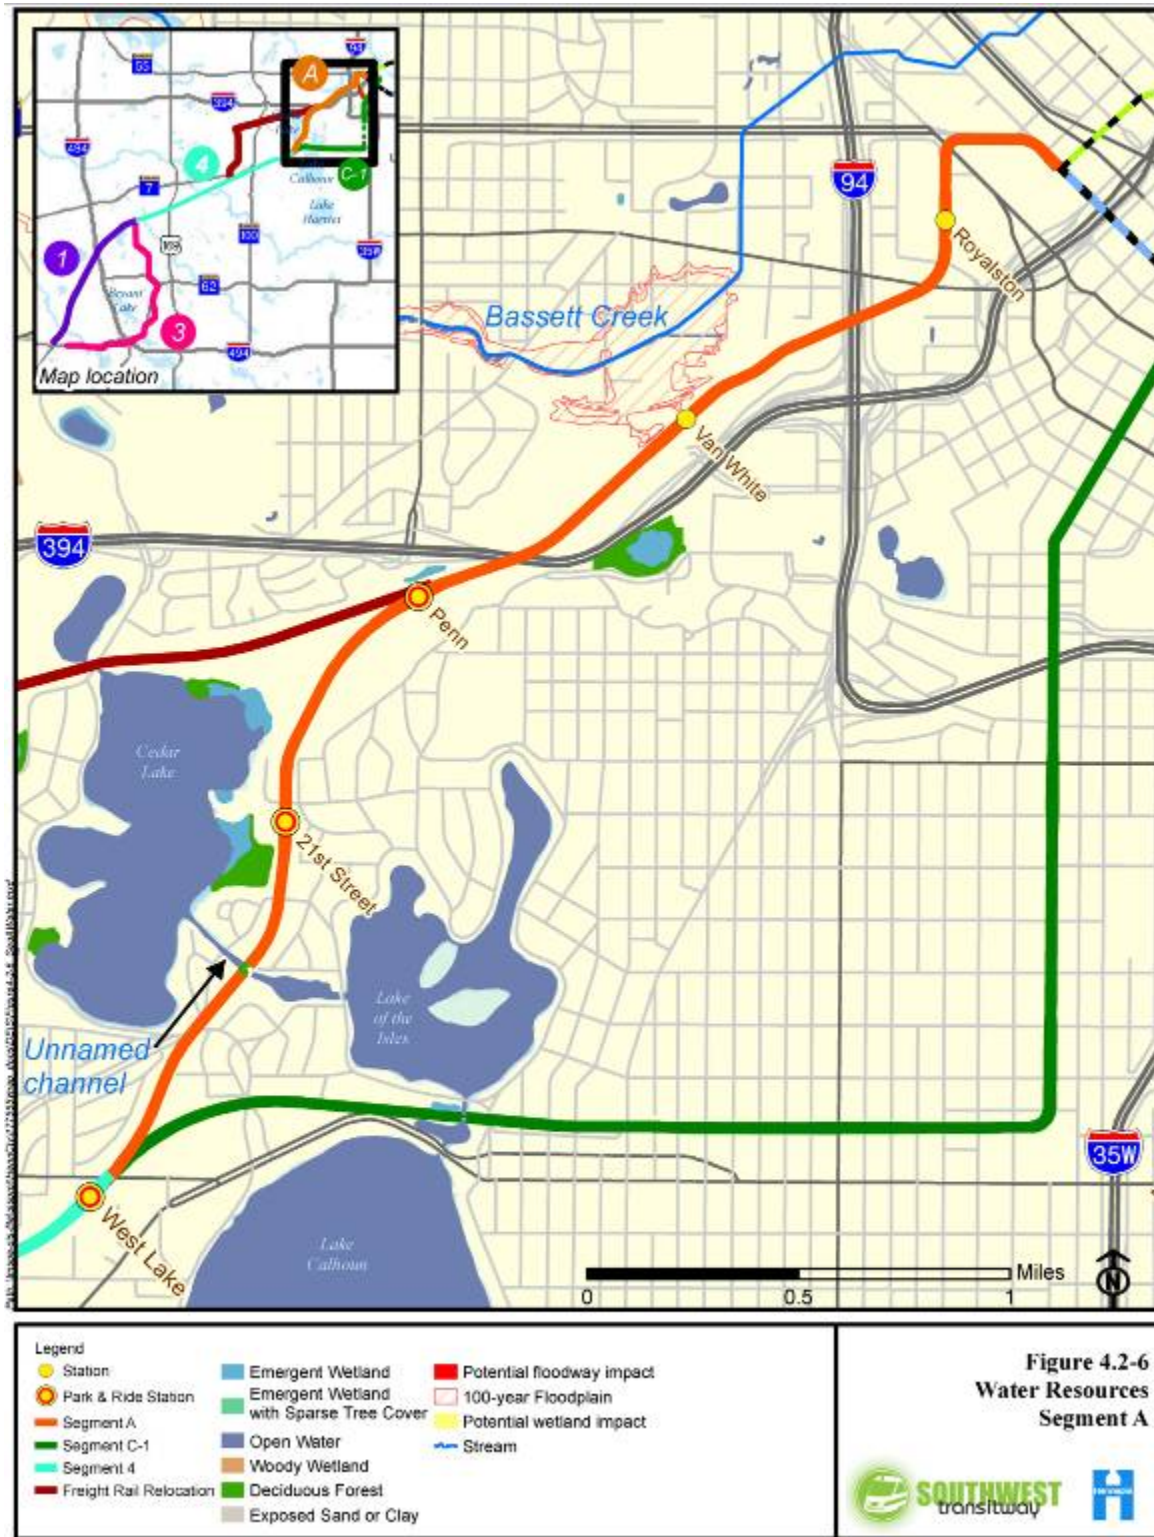 94
55
A
394
494
4
7
C-1
Calhoun
Lake
Harriet
100
169
35W
1
62
Bryant
Lake
3
494
Map location
94
Royalston
Bassett Creek
Van White
394
Penn
Cedar
Lake
21st Street
Lake
of the
Isles
Unnamed
channel
35W
West Lake
Lake
Calhoun
Miles
0
0.5
1
N
Legend
Station
Park & Ride Station
Segment A
Segment C-1
Segment 4
Freight Rail Relocation
Emergent Wetland
Emergent Wetland
with Sparse Tree Cover
Open Water
Woody Wetland
Deciduous Forest
Exposed Sand or Clay
Potential floodway impact
100-year Floodplain
Potential wetland impact
Stream
Figure 4.2-6
Water Resources
Segment A
SOUTHWEST
transitway